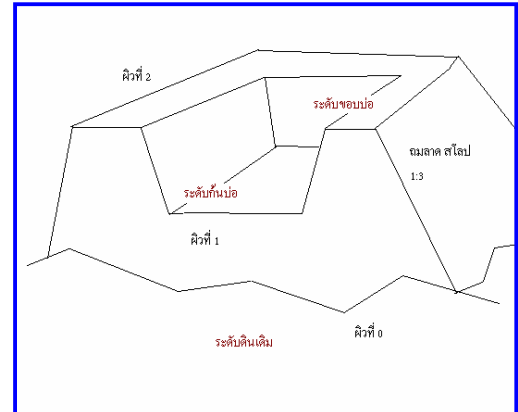 ผิวที่ 2
ระดับขอบบ่อ
ถมลาด สโลป
1:3
ระดับก้นบ่อ
ผิวที่ 1
ผิวที่ 0
ระดับดินเดิม